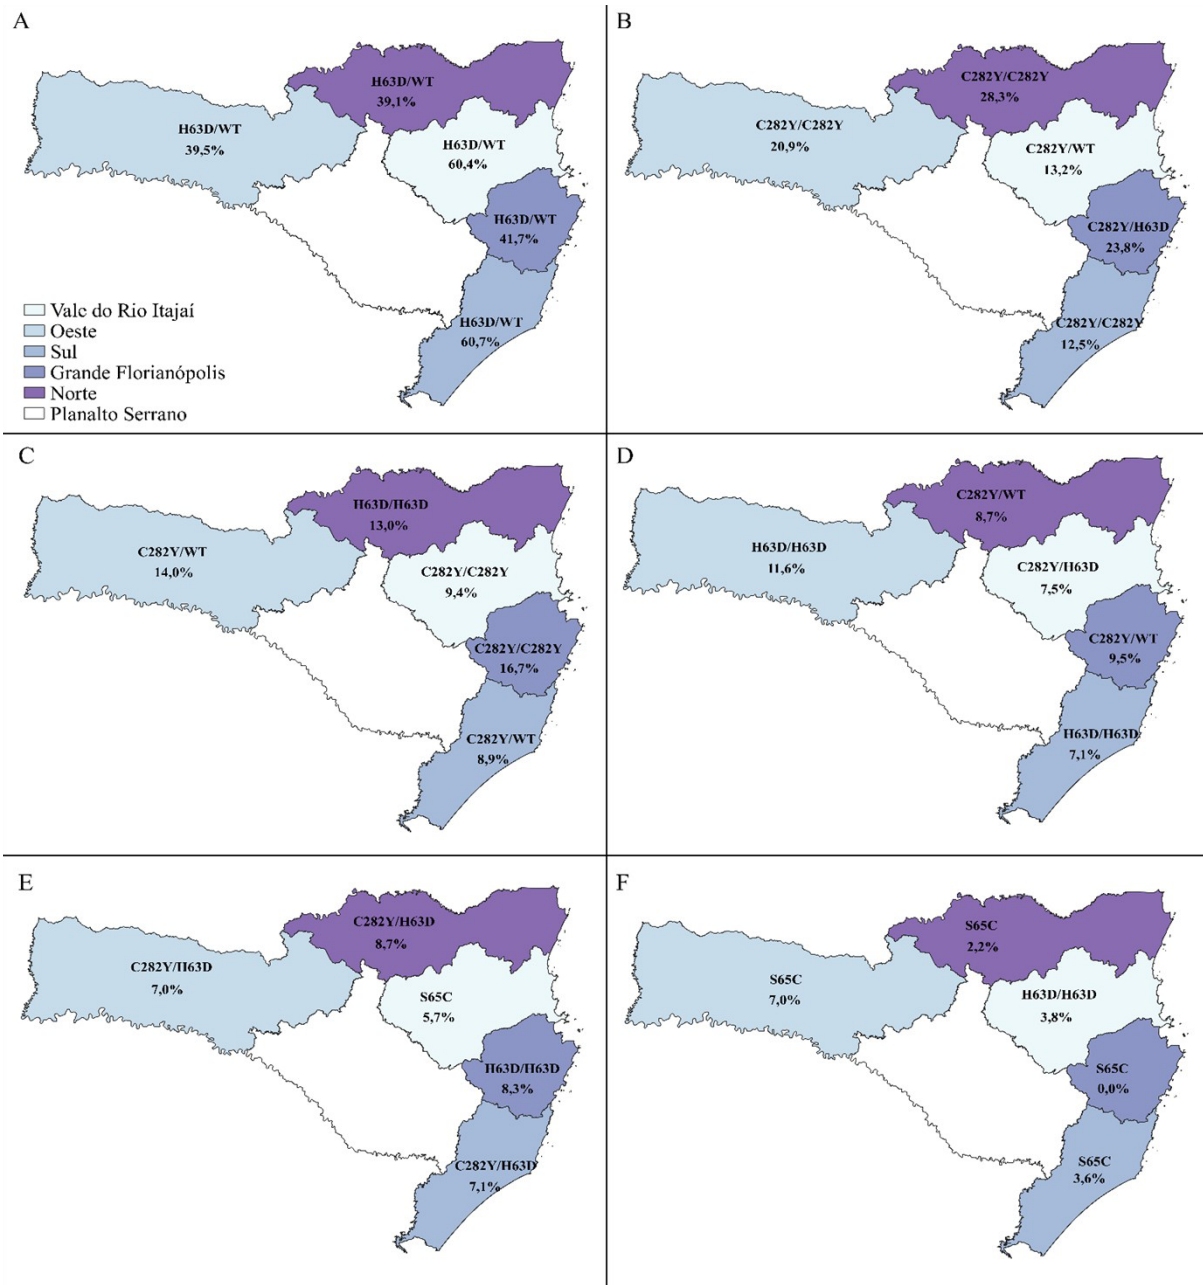 A
H63D/WT
39,1%
H63D/WT
39,5%
H63D/WT
60,4%
H63D/WT
41,7%
H63D/WT
60,7%
Vale do Rio Itajaí
Oeste
Sul
Grande Florianópolis
Norte
Planalto Serrano
B
C282Y/C282Y
28,3%
C282Y/C282Y
20,9%
C282Y/WT
13,2%
C282Y/H63D
23,8%
C282Y/C282Y
12,5%
C
H63D/H63D
13,0%
C282Y/WT
14,0%
C282Y/C282Y
9,4%
C282Y/C282Y
16,7%
C282Y/WT
8,9%
D
C282Y/WT
8,7%
H63D/H63D
11,6%
C282Y/H63D
7,5%
C282Y/WT
9,5%
H63D/H63D
7,1%
E
C282Y/H63D
8,7%
C282Y/H63D
7,0%
S65C
5,7%
H63D/H63D
8,3%
C282Y/H63D
7,1%
F
S65C
2,2%
S65C
7,0%
H63D/H63D
3,8%
S65C
0,0%
S65C
3,6%